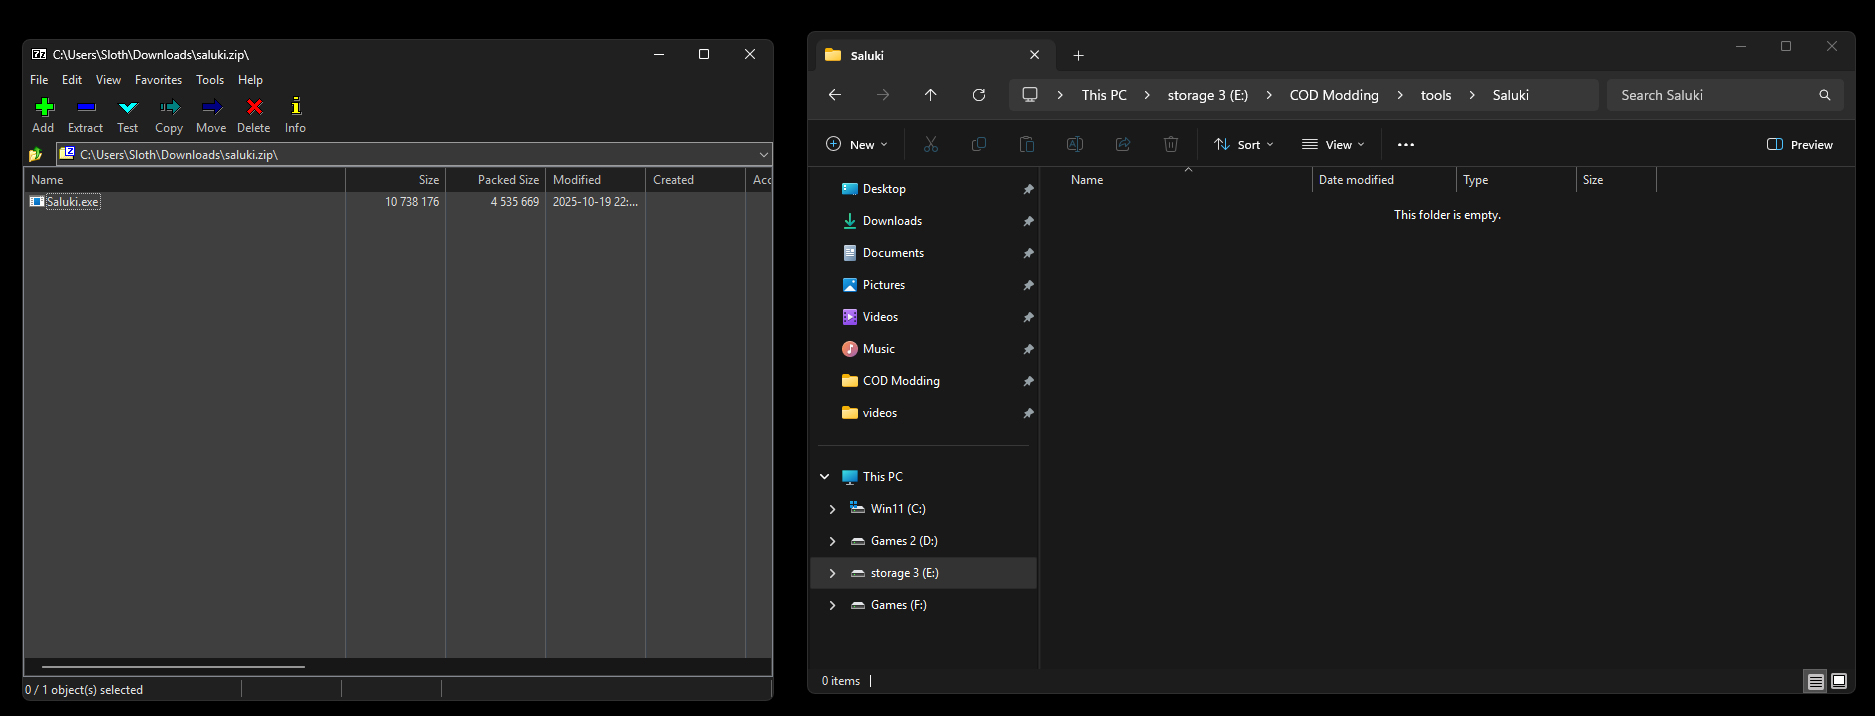 C:\Users\Sloth\Downloads\saluki.zip\
File Edit View Favorites Tools Help
Add Extract Test Copy Move Delete Info
C:\Users\Sloth\Downloads\saluki.zip\
Name Size Packed Size Modified Created Acc
Saluki.exe 10 738 176 4 535 669 2025-10-19 22:...
0 / 1 object(s) selected
Saluki
This PC > storage 3 (E:) > COD Modding > tools > Saluki
Search Saluki
New Sort View ... Preview
Desktop
Downloads
Documents
Pictures
Videos
Music
COD Modding
videos
This PC
Win11 (C:)
Games 2 (D:)
storage 3 (E:)
Games (F:)
Name Date modified Type Size
This folder is empty.
0 items